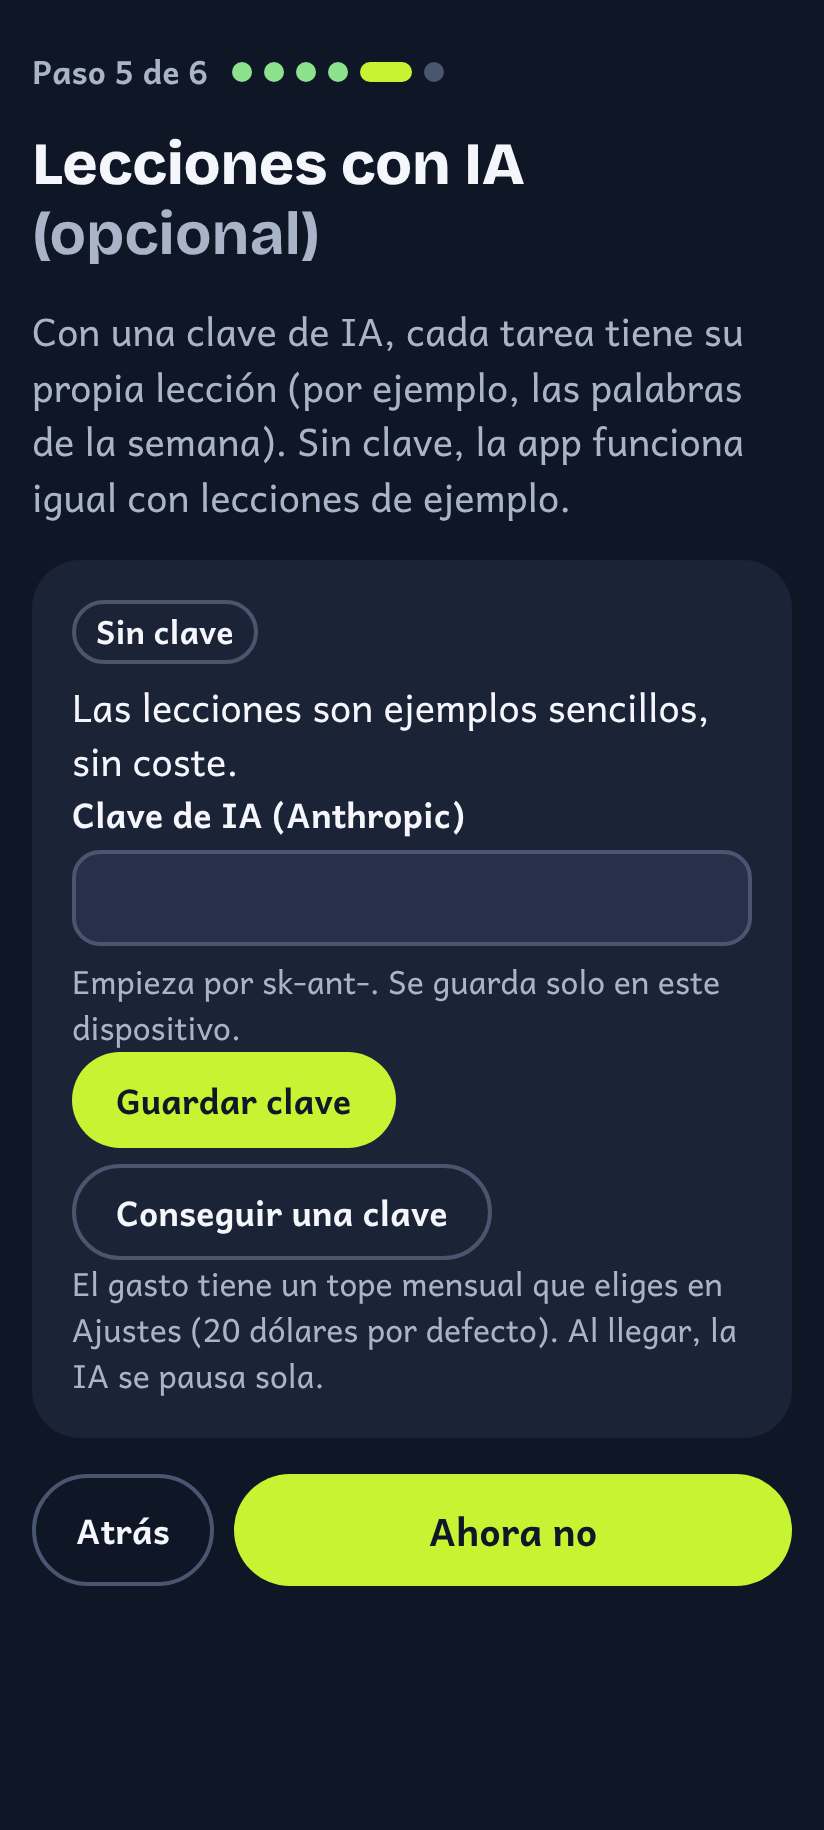 Paso 5 de 6
Lecciones con IA
(opcional)
Con una clave de IA, cada tarea tiene su
propia lección (por ejemplo, las palabras
de la semana). Sin clave, la app funciona
igual con lecciones de ejemplo.
Sin clave
Las lecciones son ejemplos sencillos,
sin coste.
Clave de IA (Anthropic)
Empieza por sk-ant-. Se guarda solo en este
dispositivo.
Guardar clave
Conseguir una clave
El gasto tiene un tope mensual que eliges en
Ajustes (20 dólares por defecto). Al llegar, la
IA se pausa sola.
Atrás
Ahora no